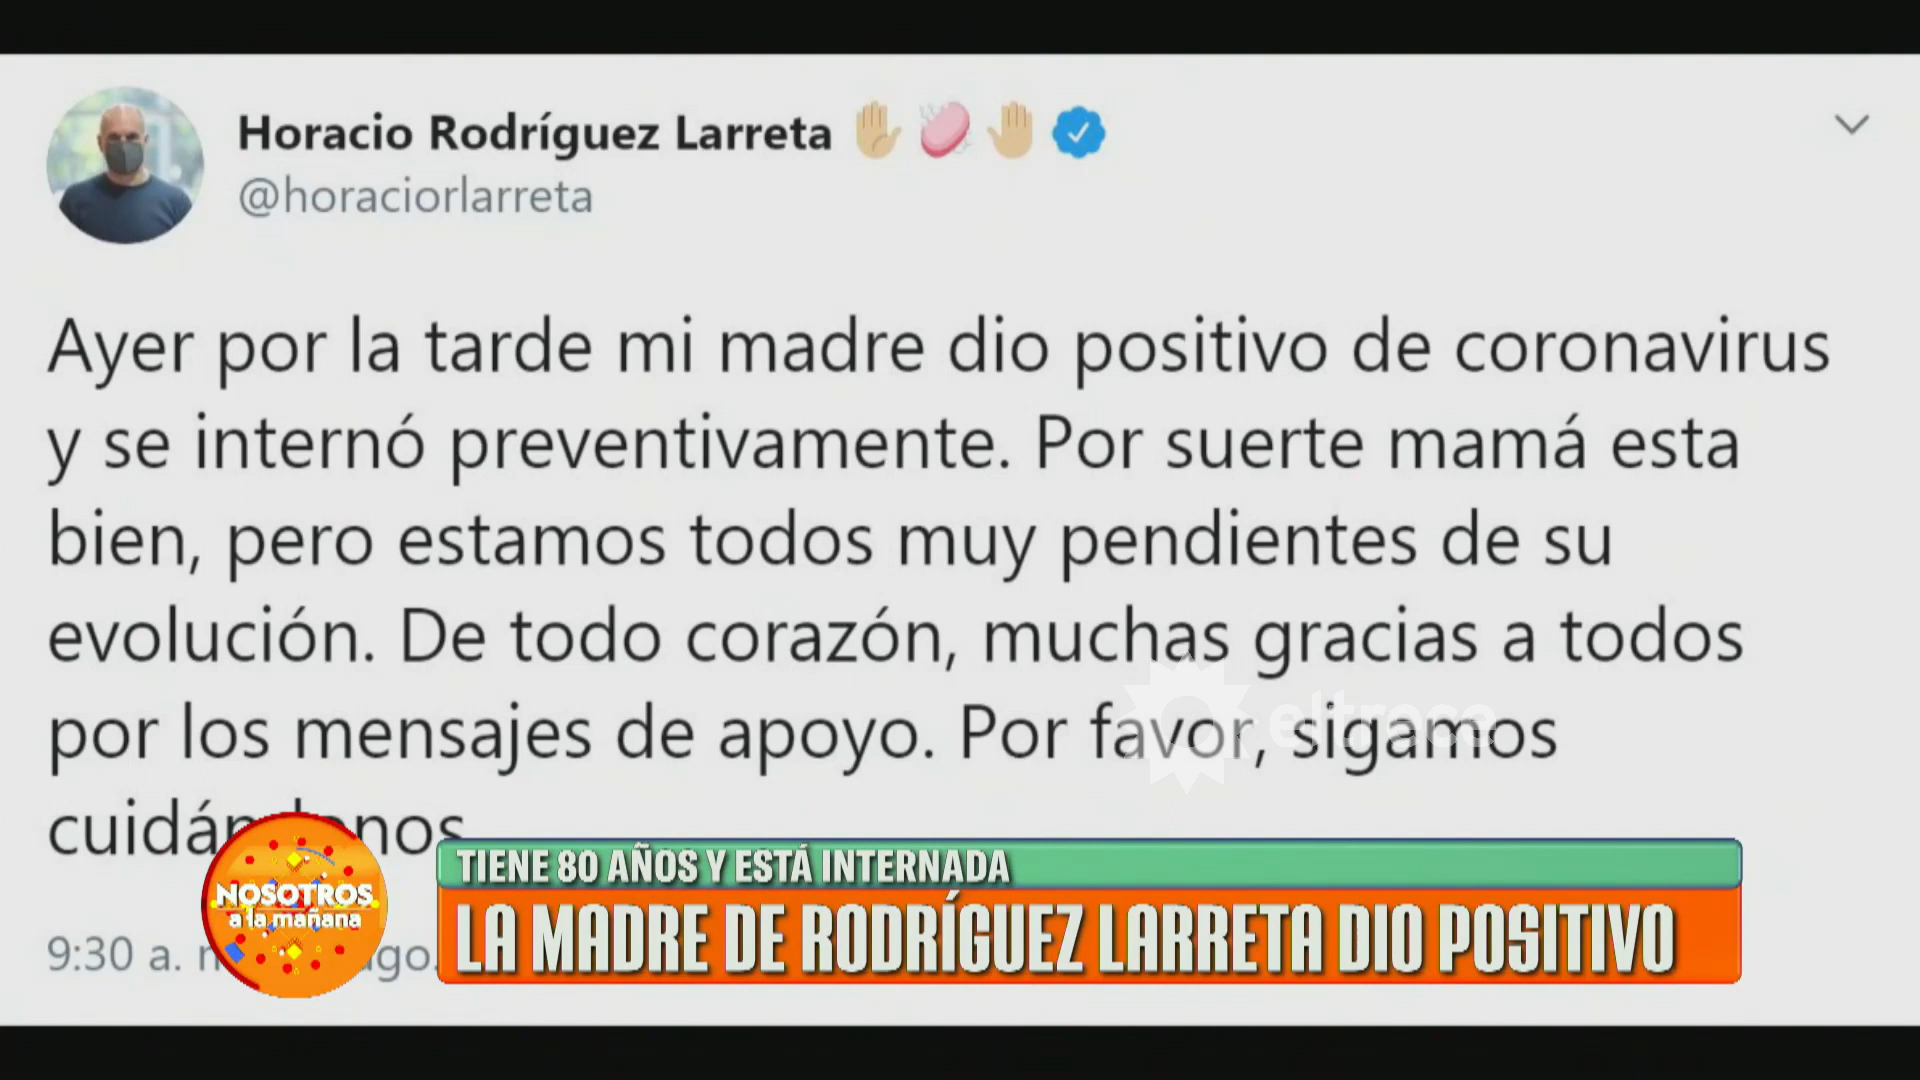 Horacio Rodríguez Larreta
@horaciorlarreta
Ayer por la tarde mi madre dio positivo de coronavirus
y se internó preventivamente. Por suerte mamá esta
bien, pero estamos todos muy pendientes de su
evolución. De todo corazón, muchas gracias a todos
por los mensajes de apoyo. Por favor, sigamos
eltrece
NOSOTROS
a la mañana
TIENE 80 AÑOS Y ESTÁ INTERNADA
LA MADRE DE RODRÍGUEZ LARRETA DIO POSITIVO
9:30 a.